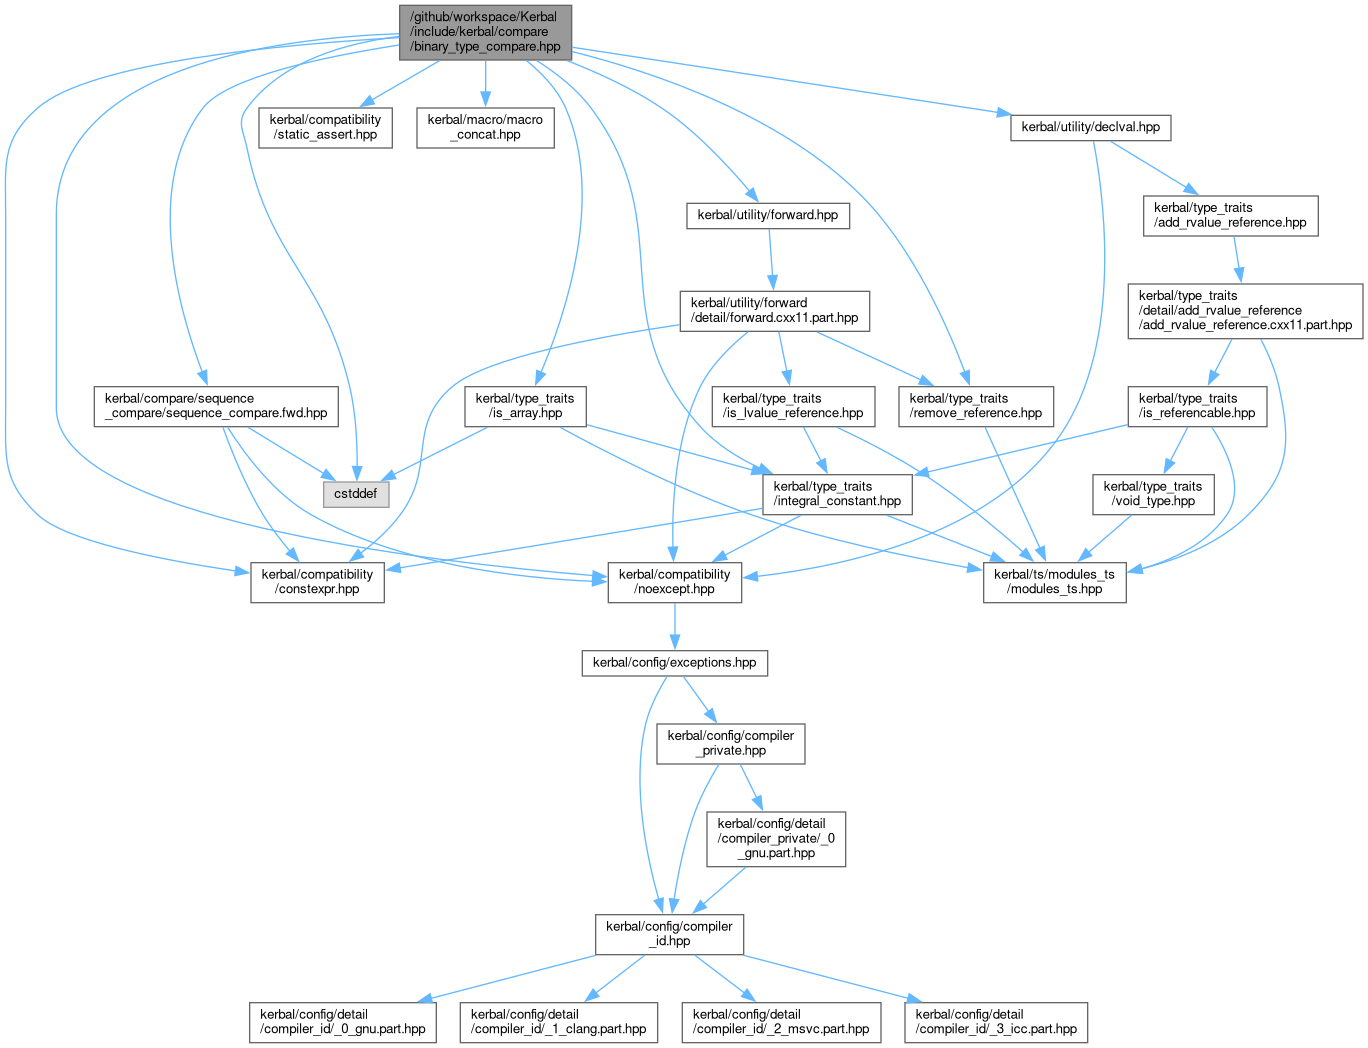 /github/workspace/Kerbal
/include/kerbal/compare
/binary_type_compare.hpp
kerbal/compatibility
/static_assert.hpp
kerbal/macro/macro
_concat.hpp
kerbal/utility/declval.hpp
kerbal/utility/forward.hpp
kerbal/type_traits
/add_rvalue_reference.hpp
kerbal/utility/forward
/detail/forward.cxx11.part.hpp
kerbal/type_traits
/detail/add_rvalue_reference
/add_rvalue_reference.cxx11.part.hpp
kerbal/compare/sequence
_compare/sequence_compare.fwd.hpp
kerbal/type_traits
/is_array.hpp
kerbal/type_traits
/is_lvalue_reference.hpp
kerbal/type_traits
/remove_reference.hpp
kerbal/type_traits
/is_referencable.hpp
cstddef
kerbal/type_traits
/integral_constant.hpp
kerbal/type_traits
/void_type.hpp
kerbal/compatibility
/constexpr.hpp
kerbal/compatibility
/noexcept.hpp
kerbal/ts/modules_ts
/modules_ts.hpp
kerbal/config/exceptions.hpp
kerbal/config/compiler
_private.hpp
kerbal/config/detail
/compiler_private/_0
_gnu.part.hpp
kerbal/config/compiler
_id.hpp
kerbal/config/detail
/compiler_id/_0_gnu.part.hpp
kerbal/config/detail
/compiler_id/_1_clang.part.hpp
kerbal/config/detail
/compiler_id/_2_msvc.part.hpp
kerbal/config/detail
/compiler_id/_3_icc.part.hpp